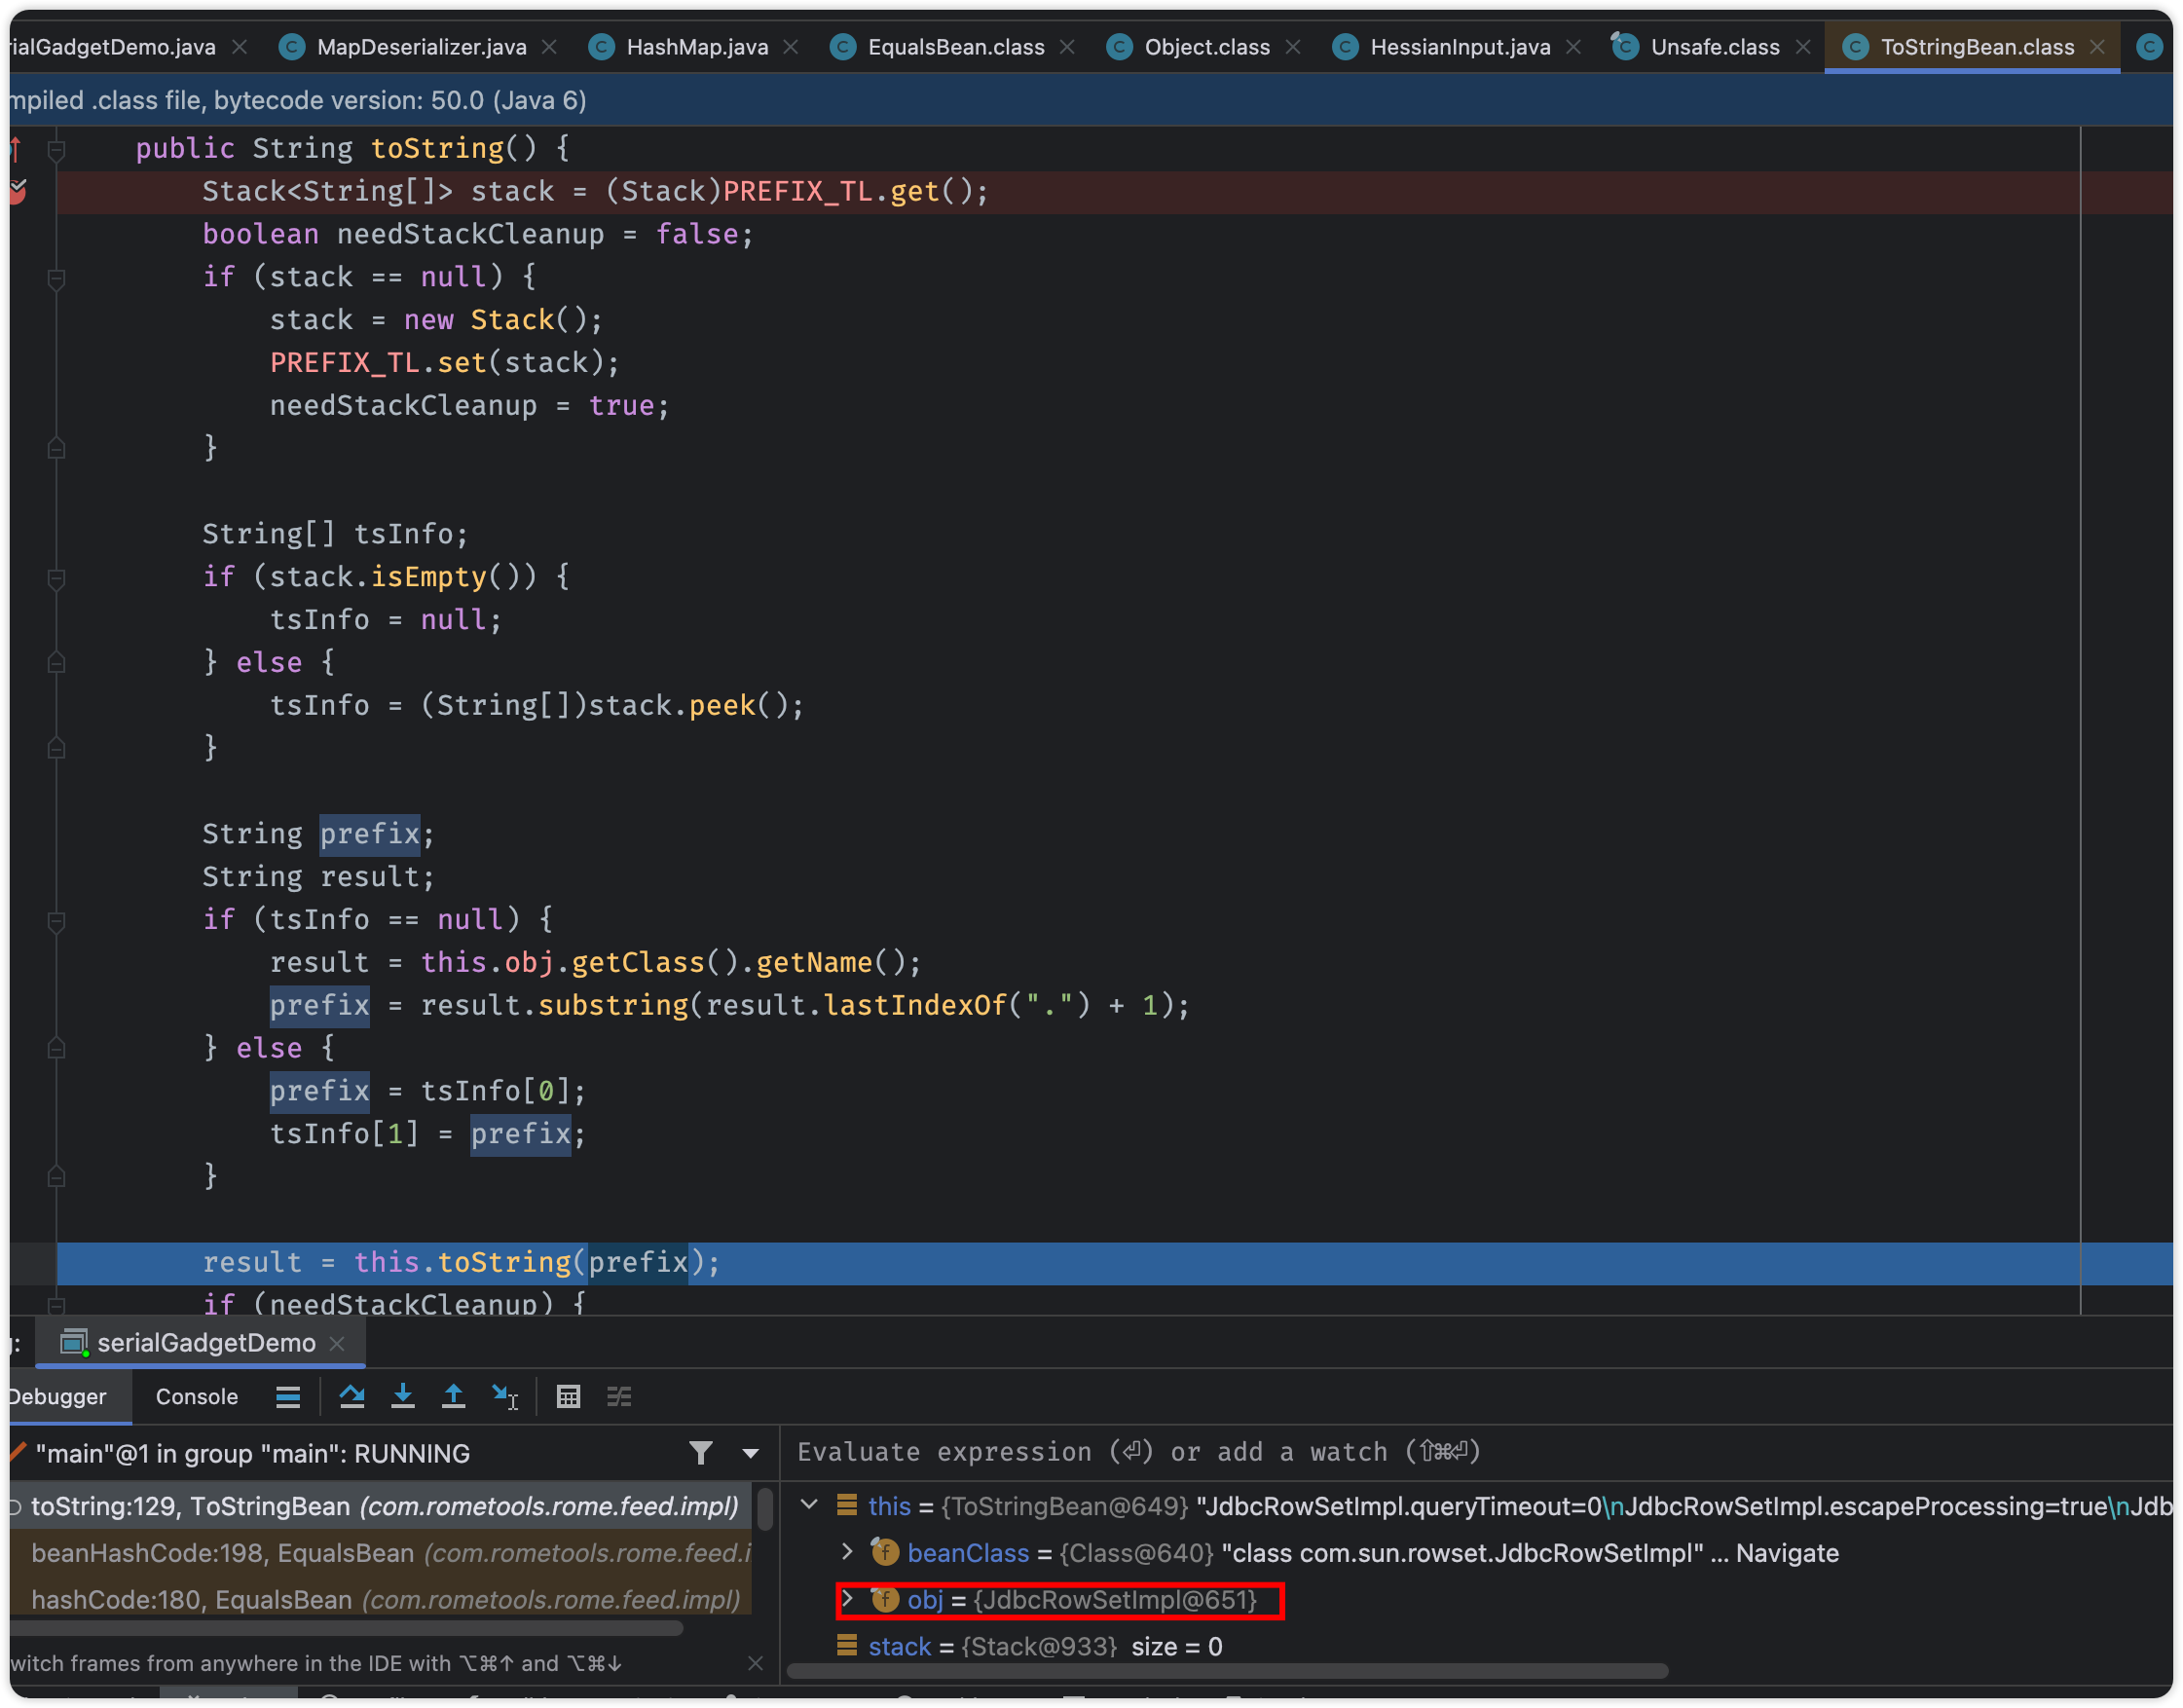 rialGadgetDemo.java MapDeserializer.java HashMap.java EqualsBean.class Object.class HessianInput.java Unsafe.class ToStringBean.class
mpiled .class file, bytecode version: 50.0 (Java 6)
public String toString() {
Stack<String[]> stack = (Stack)PREFIX_TL.get();
boolean needStackCleanup = false;
if (stack == null) {
stack = new Stack();
PREFIX_TL.set(stack);
needStackCleanup = true;
}
String[] tsInfo;
if (stack.isEmpty()) {
tsInfo = null;
} else {
tsInfo = (String[])stack.peek();
}
String prefix;
String result;
if (tsInfo == null) {
result = this.obj.getClass().getName();
prefix = result.substring(result.lastIndexOf(".") + 1);
} else {
prefix = tsInfo[0];
tsInfo[1] = prefix;
}
result = this.toString(prefix);
if (needStackCleanup) {
serialGadgetDemo
Debugger Console
"main"@1 in group "main": RUNNING
Evaluate expression (⏎) or add a watch (⇧⌘⏎)
toString:129, ToStringBean (com.rometools.rome.feed.impl)
this = {ToStringBean@649} "JdbcRowSetImpl.queryTimeout=0\nJdbcRowSetImpl.escapeProcessing=true\nJdb
beanHashCode:198, EqualsBean (com.rometools.rome.feed.i
beanClass = {Class@640} "class com.sun.rowset.JdbcRowSetImpl" ... Navigate
hashCode:180, EqualsBean (com.rometools.rome.feed.impl)
obj = {JdbcRowSetImpl@651}
stack = {Stack@933} size = 0
witch frames from anywhere in the IDE with ⌥⌘↑ and ⌥⌘↓